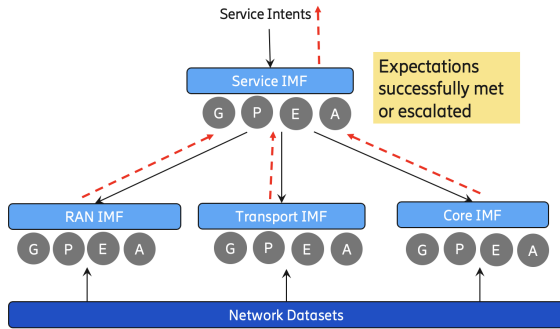 Service Intents
Service IMF
G P E A
Expectations
successfully met
or escalated
RAN IMF
G P E A
Transport IMF
G P E A
Core IMF
G P E A
Network Datasets